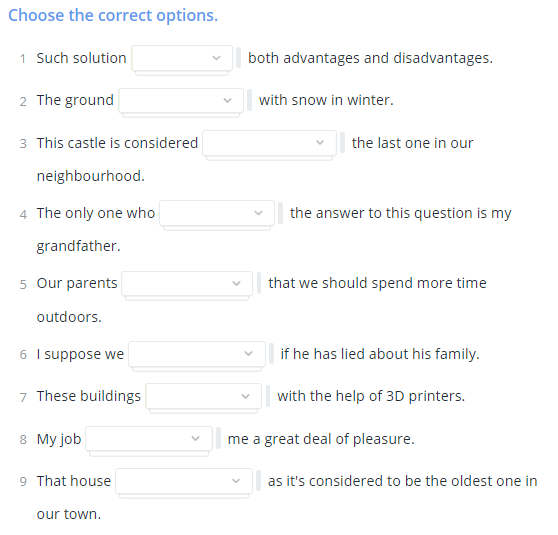 Choose the correct options.
1 Such solution both advantages and disadvantages.
2 The ground with snow in winter.
3 This castle is considered the last one in our
neighbourhood.
4 The only one who the answer to this question is my
grandfather.
5 Our parents that we should spend more time
outdoors.
6 I suppose we if he has lied about his family.
7 These buildings with the help of 3D printers.
8 My job me a great deal of pleasure.
9 That house as it's considered to be the oldest one in
our town.